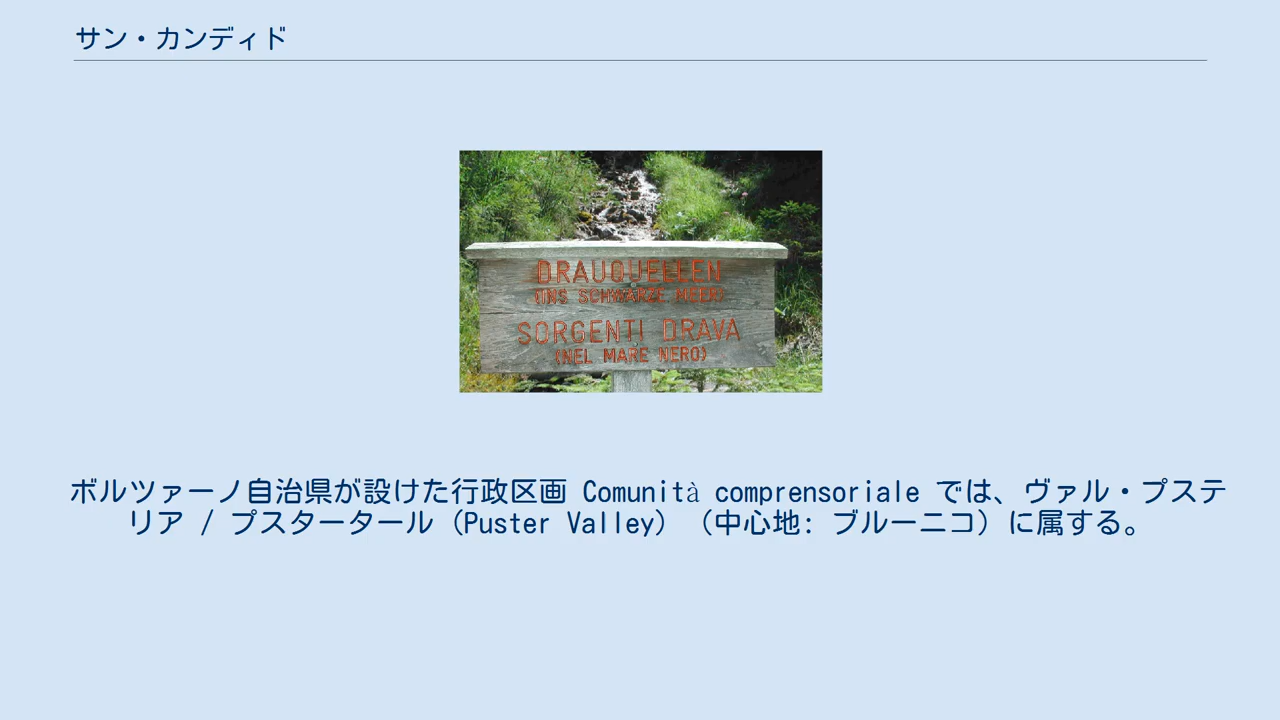 サン・カンディド
DRAUQUELLEN
(INS SCHWARZE MEER)
SORGENTI DRAVA
(NEL MARE NERO)
ボルツァーノ自治県が設けた行政区画 Comunità comprensoriale では、ヴァル・プステ
リア / プスタータール（Puster Valley）（中心地: ブルーニコ）に属する。